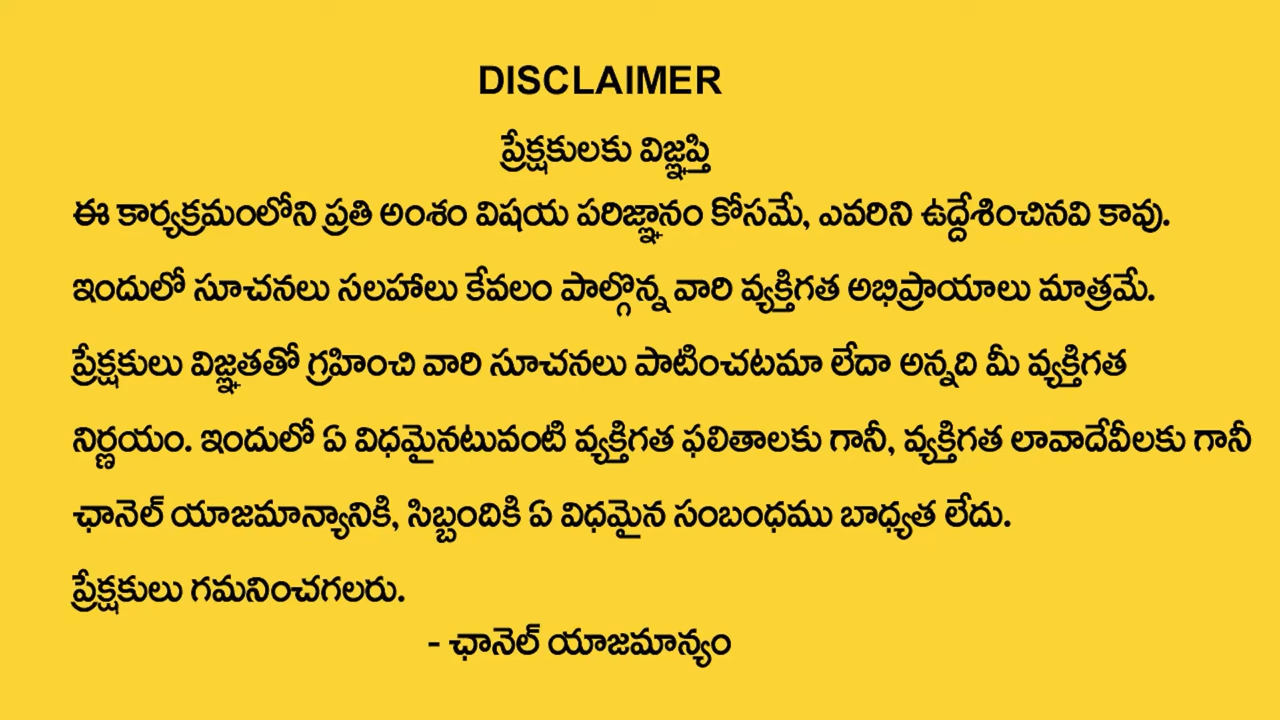 DISCLAIMER
ప్రేక్షకులకు విజ్ఞప్తి
ఈ కార్యక్రమంలోని ప్రతి అంశం విషయ పరిజ్ఞానం కోసమే, ఎవరిని ఉద్దేశించినవి కావు.
ఇందులో సూచనలు సలహాలు కేవలం పాల్గొన్న వారి వ్యక్తిగత అభిప్రాయాలు మాత్రమే.
ప్రేక్షకులు విజ్ఞతతో గ్రహించి వారి సూచనలు పాటించటమా లేదా అన్నది మీ వ్యక్తిగత
నిర్ణయం. ఇందులో ఏ విధమైనటువంటి వ్యక్తిగత ఫలితాలకు గానీ, వ్యక్తిగత లావాదేవీలకు గానీ
ఛానెల్ యాజమాన్యానికి, సిబ్బందికి ఏ విధమైన సంబంధము బాధ్యత లేదు.
ప్రేక్షకులు గమనించగలరు.
- ఛానెల్ యాజమాన్యం